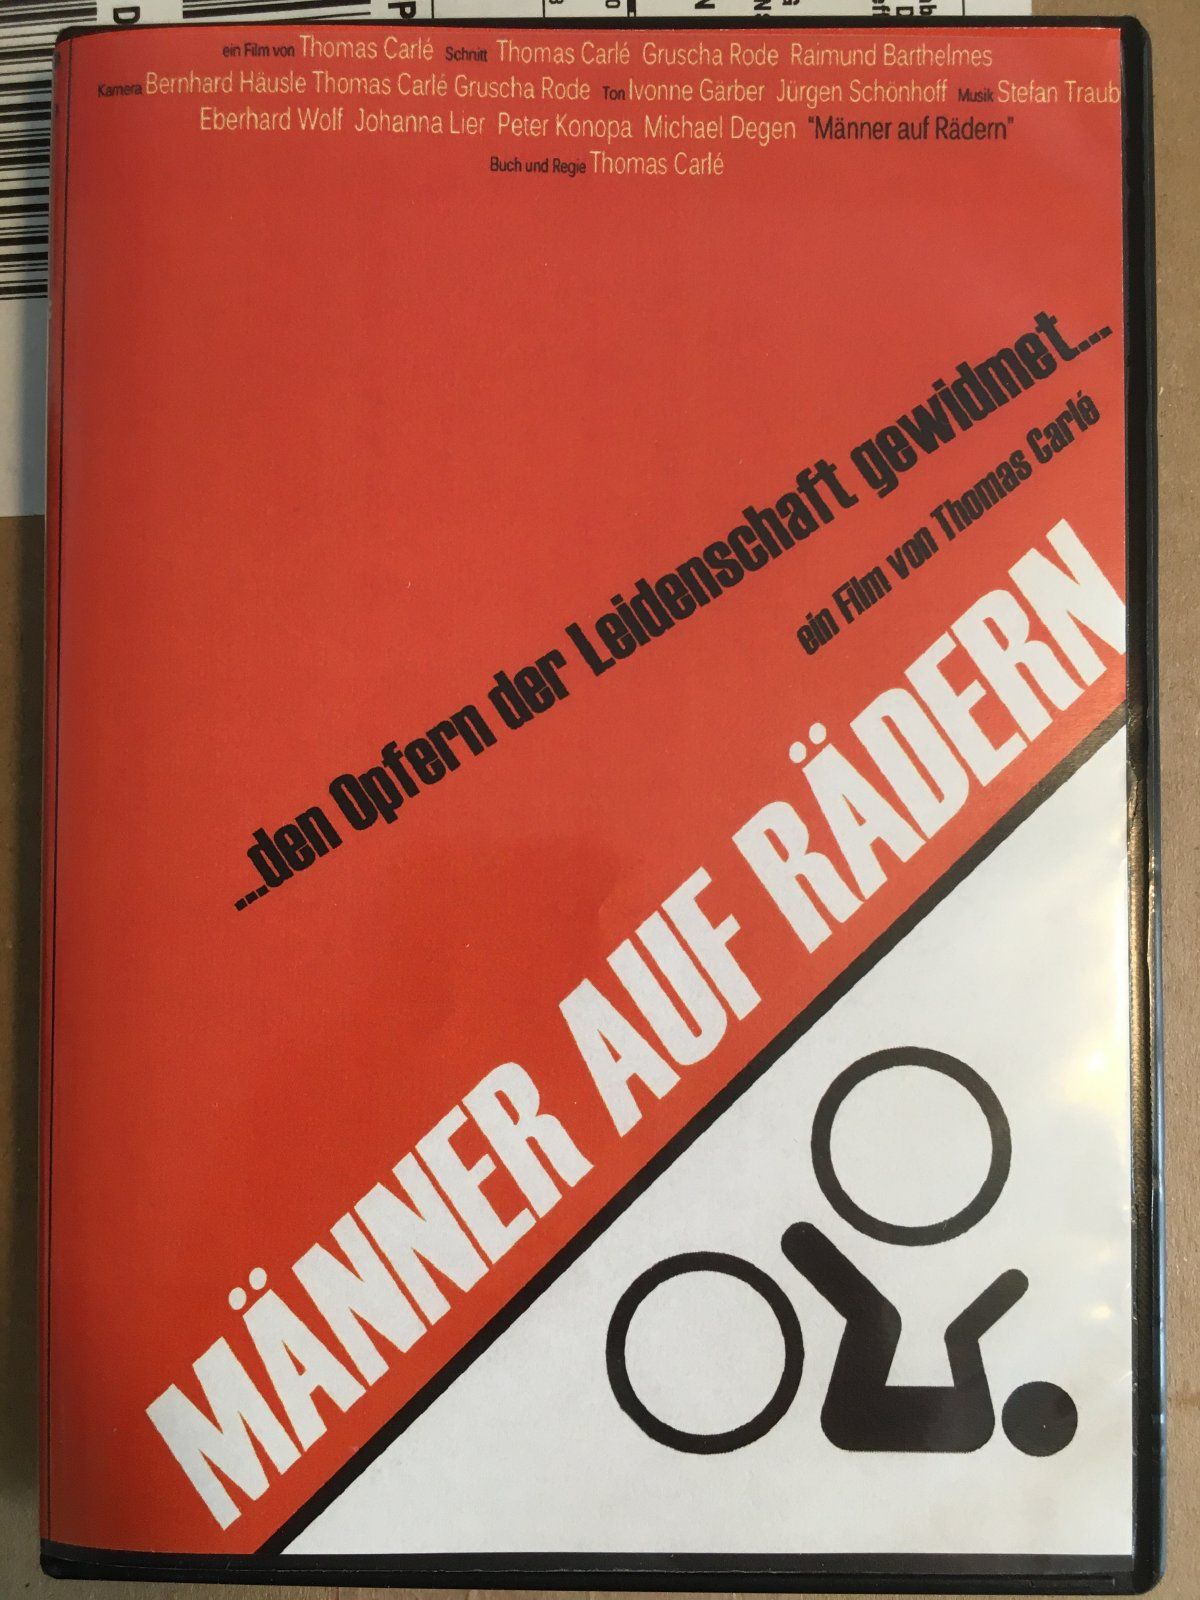 ein Film von Thomas Carlé Schnitt Thomas Carlé Gruscha Rode Raimund Barthelmes
Kamera Bernhard Häusle Thomas Carlé Gruscha Rode Ton Ivonne Gärber Jürgen Schönhoff Musik Stefan Traub
Eberhard Wolf Johanna Lier Peter Konopa Michael Degen "Männer auf Rädern"
Buch und Regie Thomas Carlé
...den Opfern der Leidenschaft gewidmet...
ein Film von Thomas Carlé
MÄNNER AUF RÄDERN